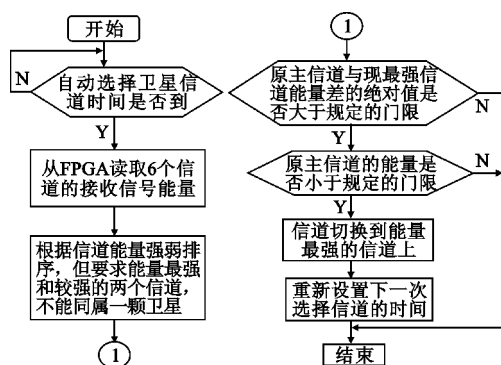 开始
N
自动选择卫星信
道时间是否到
Y
从FPGA读取6个信
道的接收信号能量
根据信道能量强弱排
序，但要求能量最强
和较强的两个信道，
不能同属一颗卫星
1
1
原主信道与现最强信
道能量差的绝对值是
否大于规定的门限
N
Y
原主信道的能量是
否小于规定的门限
N
Y
信道切换到能量
最强的信道上
重新设置下一次
选择信道的时间
结束